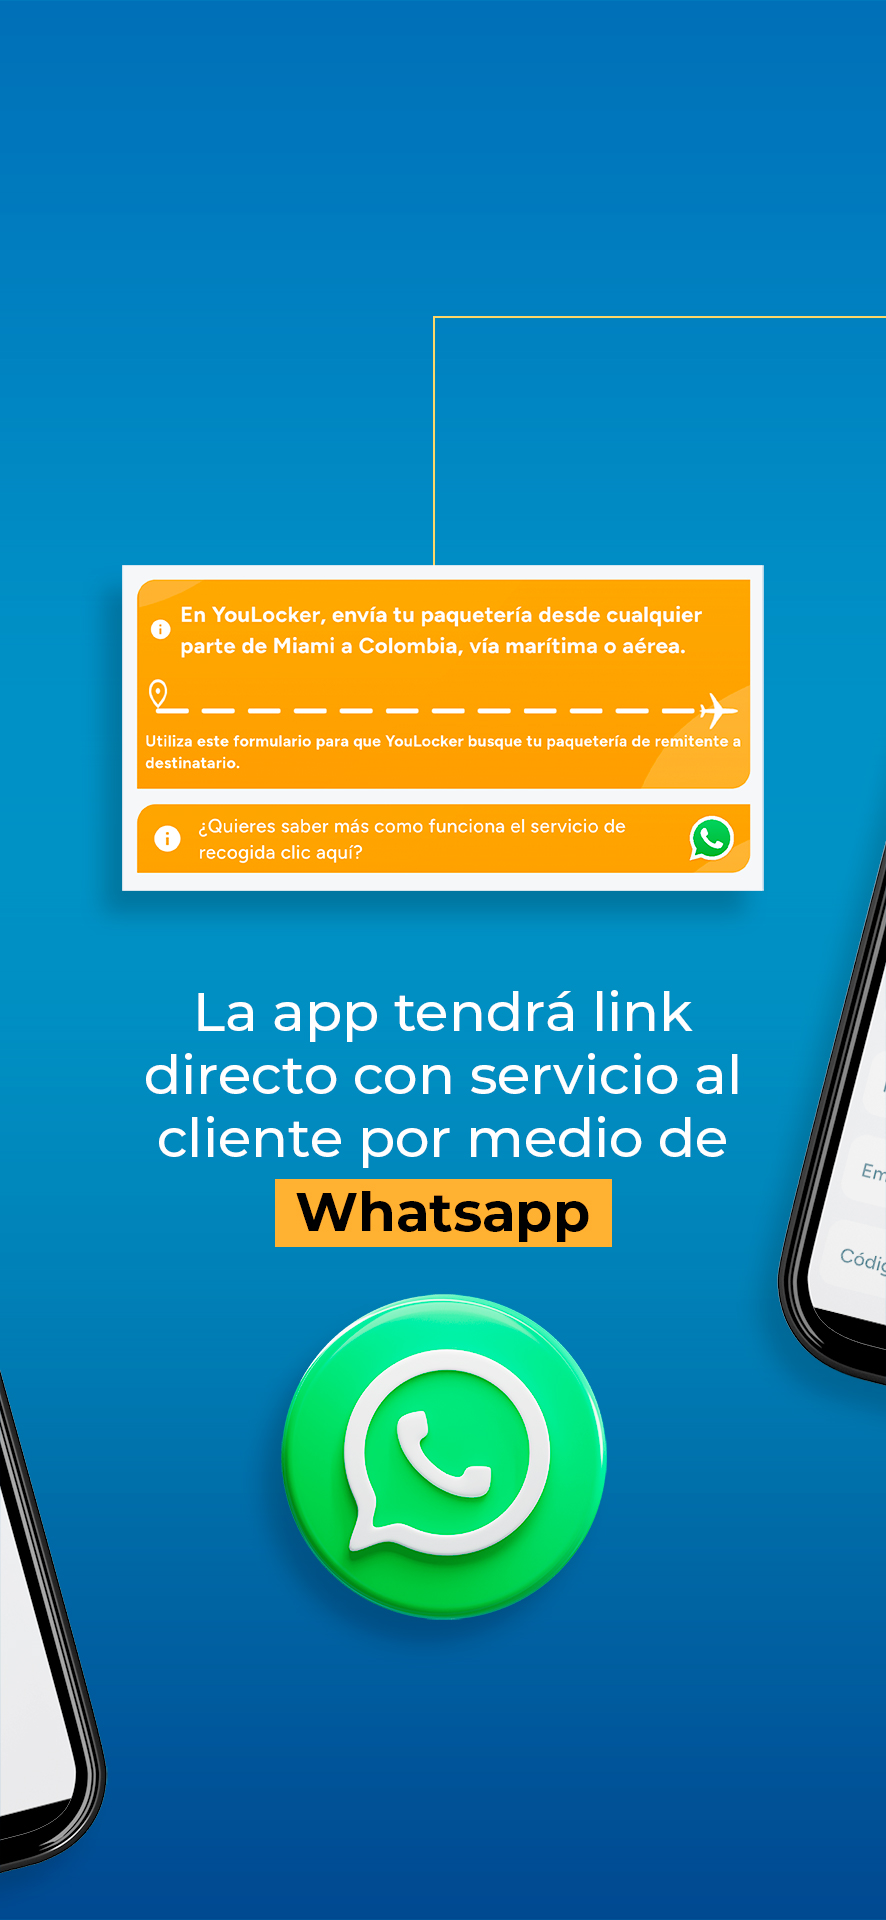 En YouLocker, envía tu paquetería desde cualquier
parte de Miami a Colombia, vía marítima o aérea.
Utiliza este formulario para que YouLocker busque tu paquetería de remitente a
destinatario.
¿Quieres saber más como funciona el servicio de
recogida clic aquí?
La app tendrá link
directo con servicio al
cliente por medio de
Whatsapp